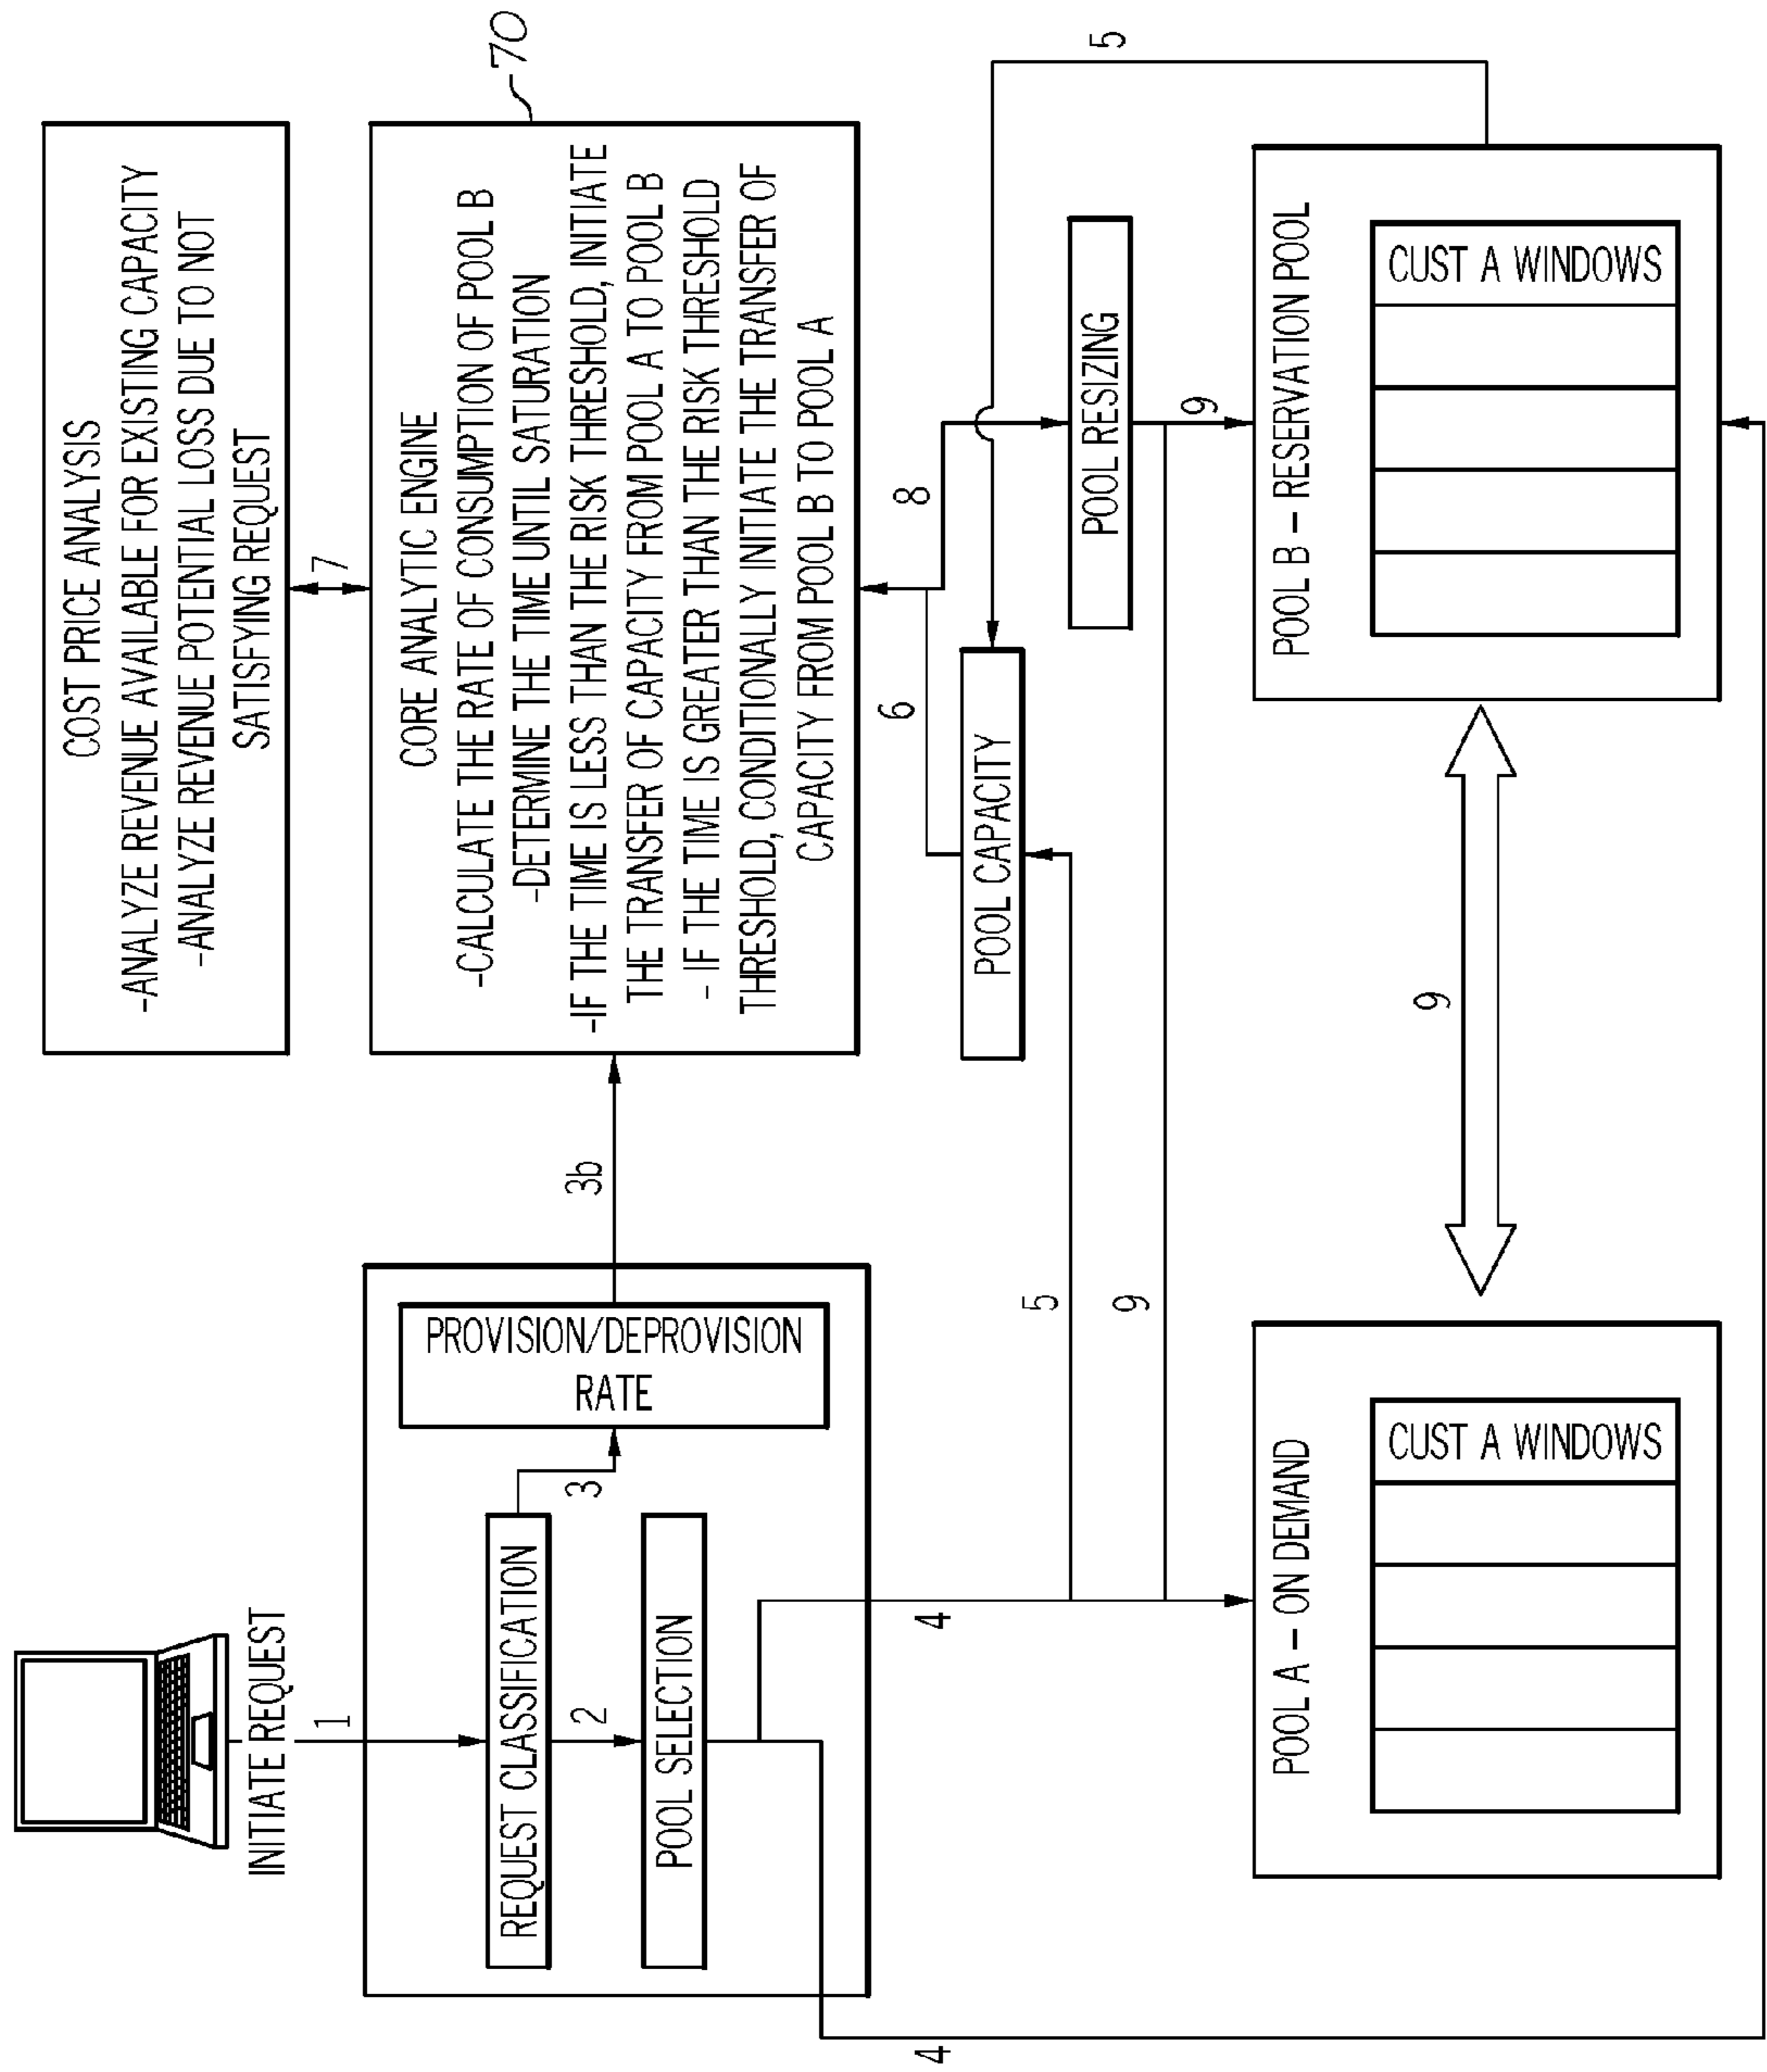 INITIATE REQUEST
1
REQUEST CLASSIFICATION
2
POOL SELECTION
3
PROVISION/DEPROVISION
RATE
3b
COST PRICE ANALYSIS
-ANALYZE REVENUE AVAILABLE FOR EXISTING CAPACITY
-ANALYZE REVENUE POTENTIAL LOSS DUE TO NOT
SATISFYING REQUEST
7
70
CORE ANALYTIC ENGINE
-CALCULATE THE RATE OF CONSUMPTION OF POOL B
-DETERMINE THE TIME UNTIL SATURATION
-IF THE TIME IS LESS THAN THE RISK THRESHOLD, INITIATE
THE TRANSFER OF CAPACITY FROM POOL A TO POOL B
- IF THE TIME IS GREATER THAN THE RISK THRESHOLD
THRESHOLD, CONDITIONALLY INITIATE THE TRANSFER OF
CAPACITY FROM POOL B TO POOL A
4
4
5
9
6
8
5
POOL CAPACITY
POOL RESIZING
9
POOL A - ON DEMAND
CUST A WINDOWS
9
POOL B - RESERVATION POOL
CUST A WINDOWS